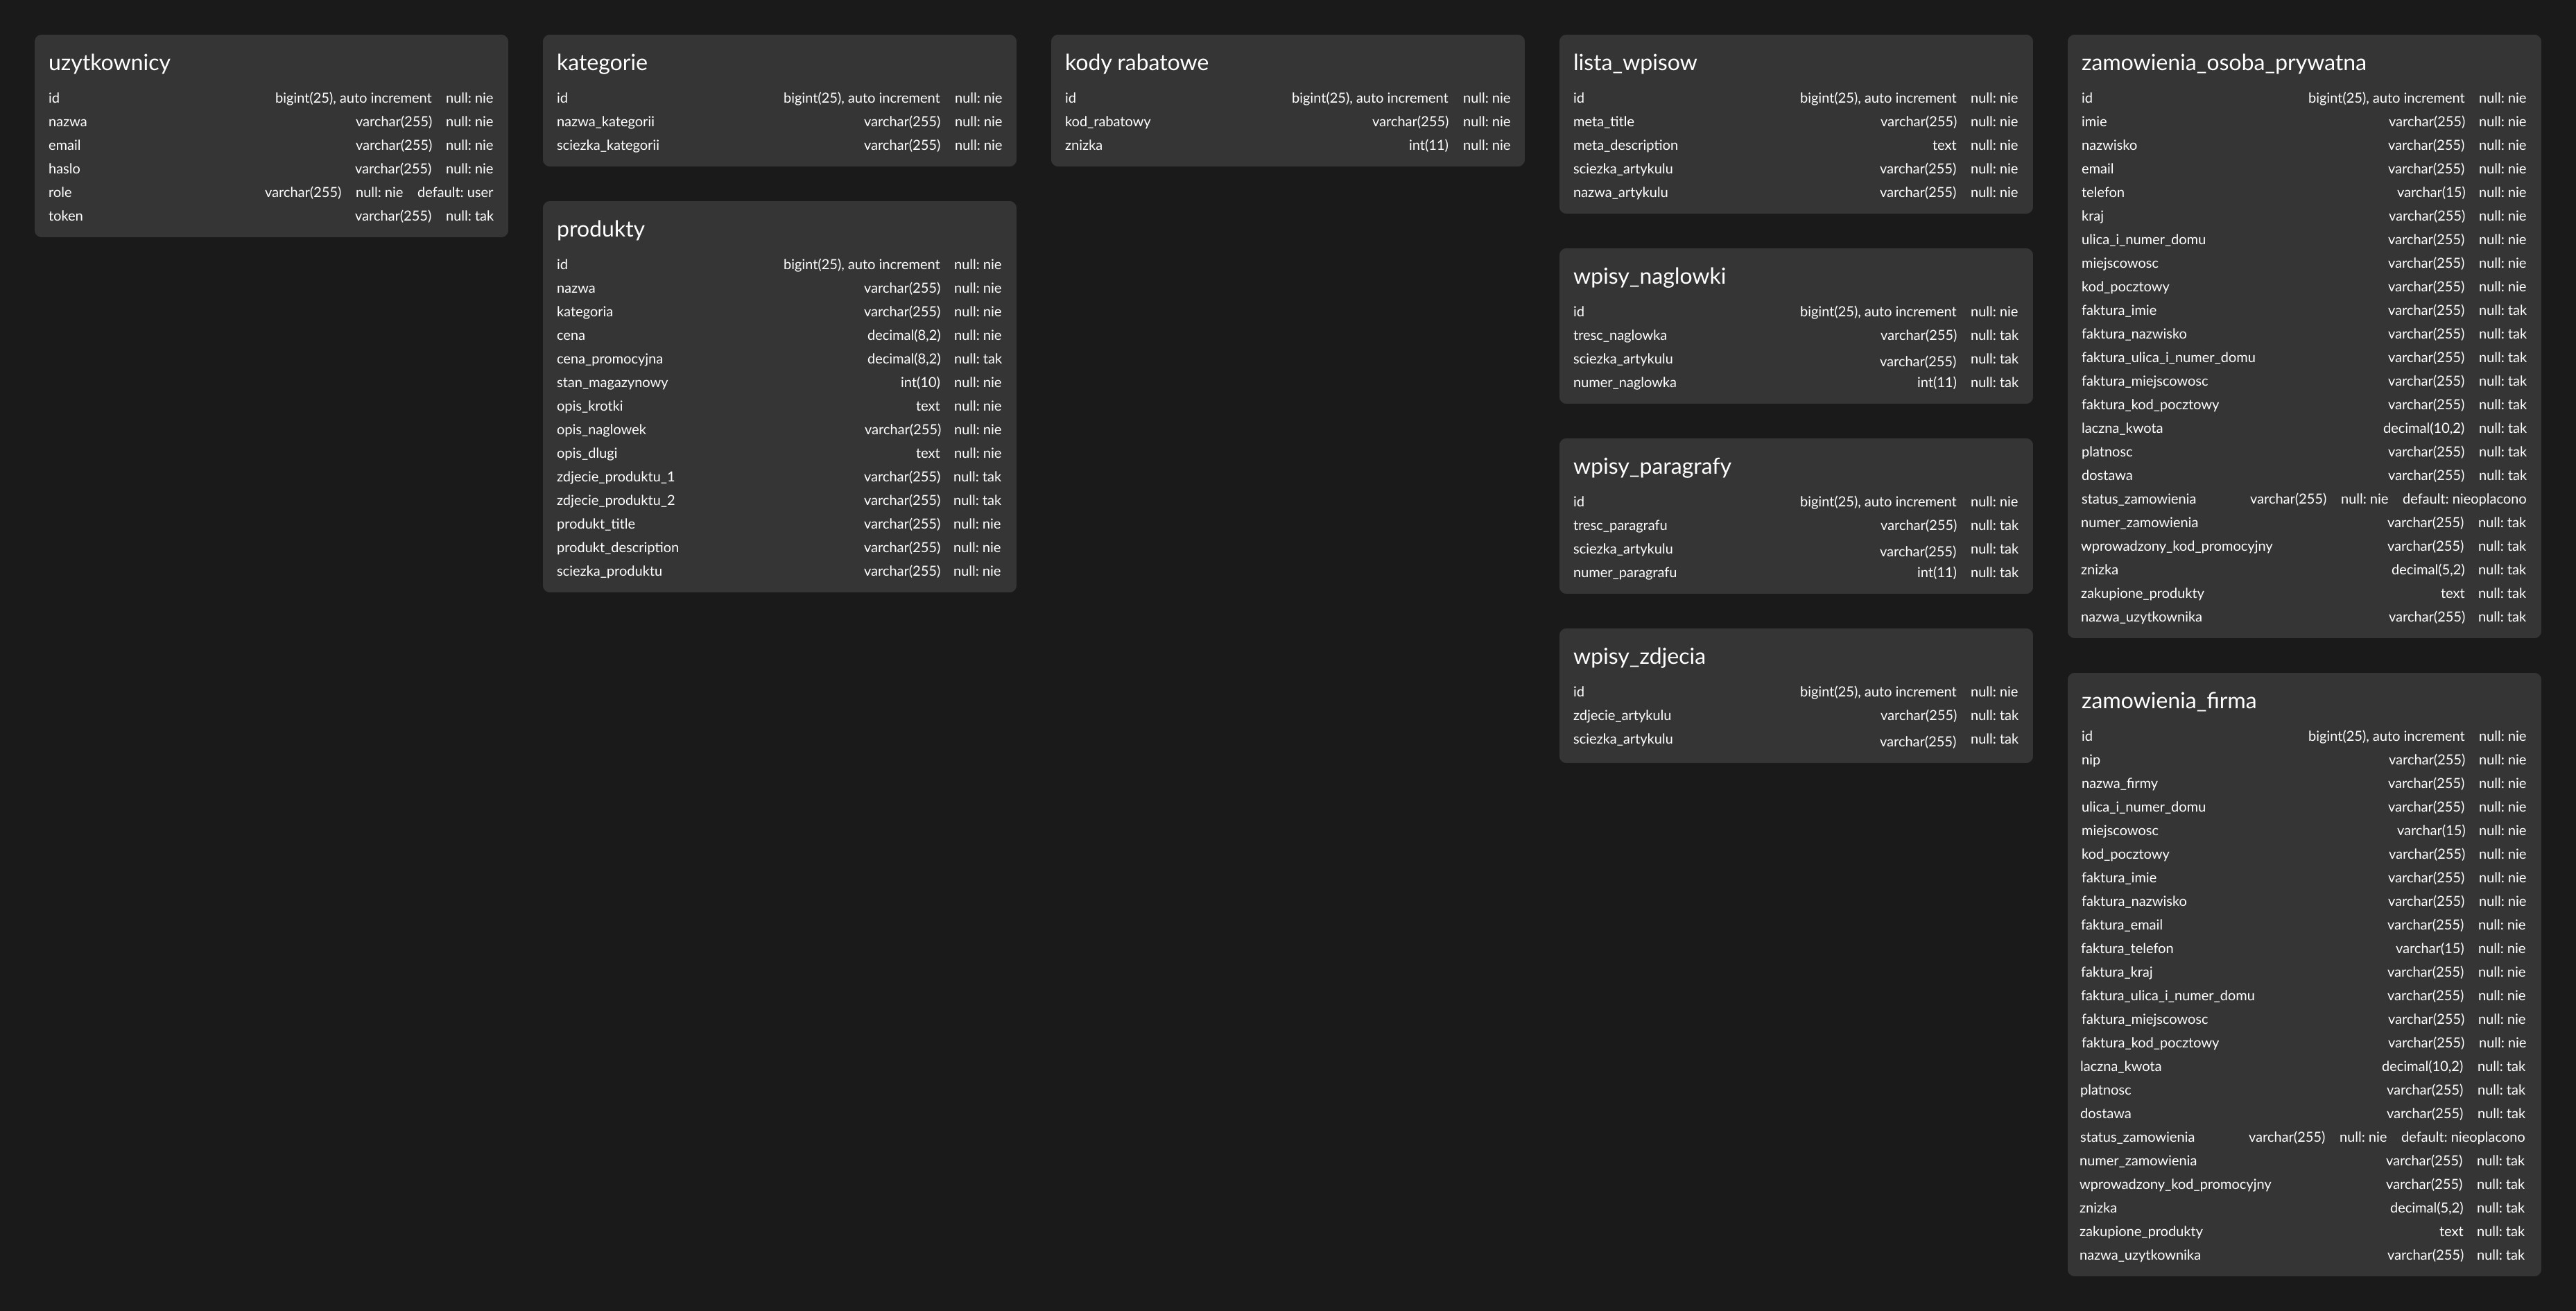 uzytkownicy
id bigint(25), auto increment null: nie
nazwa varchar(255) null: nie
email varchar(255) null: nie
haslo varchar(255) null: nie
role varchar(255) null: nie default: user
token varchar(255) null: tak
kategorie
id bigint(25), auto increment null: nie
nazwa_kategorii varchar(255) null: nie
sciezka_kategorii varchar(255) null: nie
produkty
id bigint(25), auto increment null: nie
nazwa varchar(255) null: nie
kategoria varchar(255) null: nie
cena decimal(8,2) null: nie
cena_promocyjna decimal(8,2) null: tak
stan_magazynowy int(10) null: nie
opis_krotki text null: nie
opis_naglowek varchar(255) null: nie
opis_dlugi text null: nie
zdjecie_produktu_1 varchar(255) null: tak
zdjecie_produktu_2 varchar(255) null: tak
produkt_title varchar(255) null: nie
produkt_description varchar(255) null: nie
sciezka_produktu varchar(255) null: nie
kody rabatowe
id bigint(25), auto increment null: nie
kod_rabatowy varchar(255) null: nie
znizka int(11) null: nie
lista_wpisow
id bigint(25), auto increment null: nie
meta_title varchar(255) null: nie
meta_description text null: nie
sciezka_artykulu varchar(255) null: nie
nazwa_artykulu varchar(255) null: nie
wpisy_naglowki
id bigint(25), auto increment null: nie
tresc_naglowka varchar(255) null: tak
sciezka_artykulu varchar(255) null: tak
numer_naglowka int(11) null: tak
wpisy_paragrafy
id bigint(25), auto increment null: nie
tresc_paragrafu varchar(255) null: tak
sciezka_artykulu varchar(255) null: tak
numer_paragrafu int(11) null: tak
wpisy_zdjecia
id bigint(25), auto increment null: nie
zdjecie_artykulu varchar(255) null: tak
sciezka_artykulu varchar(255) null: tak
zamowienia_osoba_prywatna
id bigint(25), auto increment null: nie
imie varchar(255) null: nie
nazwisko varchar(255) null: nie
email varchar(255) null: nie
telefon varchar(15) null: nie
kraj varchar(255) null: nie
ulica_i_numer_domu varchar(255) null: nie
miejscowosc varchar(255) null: nie
kod_pocztowy varchar(255) null: nie
faktura_imie varchar(255) null: tak
faktura_nazwisko varchar(255) null: tak
faktura_ulica_i_numer_domu varchar(255) null: tak
faktura_miejscowosc varchar(255) null: tak
faktura_kod_pocztowy varchar(255) null: tak
laczna_kwota decimal(10,2) null: tak
platnosc varchar(255) null: tak
dostawa varchar(255) null: tak
status_zamowienia varchar(255) null: nie default: nieoplacono
numer_zamowienia varchar(255) null: tak
wprowadzony_kod_promocyjny varchar(255) null: tak
znizka decimal(5,2) null: tak
zakupione_produkty text null: tak
nazwa_uzytkownika varchar(255) null: tak
zamowienia_firma
id bigint(25), auto increment null: nie
nip varchar(255) null: nie
nazwa_firmy varchar(255) null: nie
ulica_i_numer_domu varchar(255) null: nie
miejscowosc varchar(15) null: nie
kod_pocztowy varchar(255) null: nie
faktura_imie varchar(255) null: nie
faktura_nazwisko varchar(255) null: nie
faktura_email varchar(255) null: nie
faktura_telefon varchar(15) null: nie
faktura_kraj varchar(255) null: nie
faktura_ulica_i_numer_domu varchar(255) null: nie
faktura_miejscowosc varchar(255) null: nie
faktura_kod_pocztowy varchar(255) null: nie
laczna_kwota decimal(10,2) null: tak
platnosc varchar(255) null: tak
dostawa varchar(255) null: tak
status_zamowienia varchar(255) null: nie default: nieoplacono
numer_zamowienia varchar(255) null: tak
wprowadzony_kod_promocyjny varchar(255) null: tak
znizka decimal(5,2) null: tak
zakupione_produkty text null: tak
nazwa_uzytkownika varchar(255) null: tak